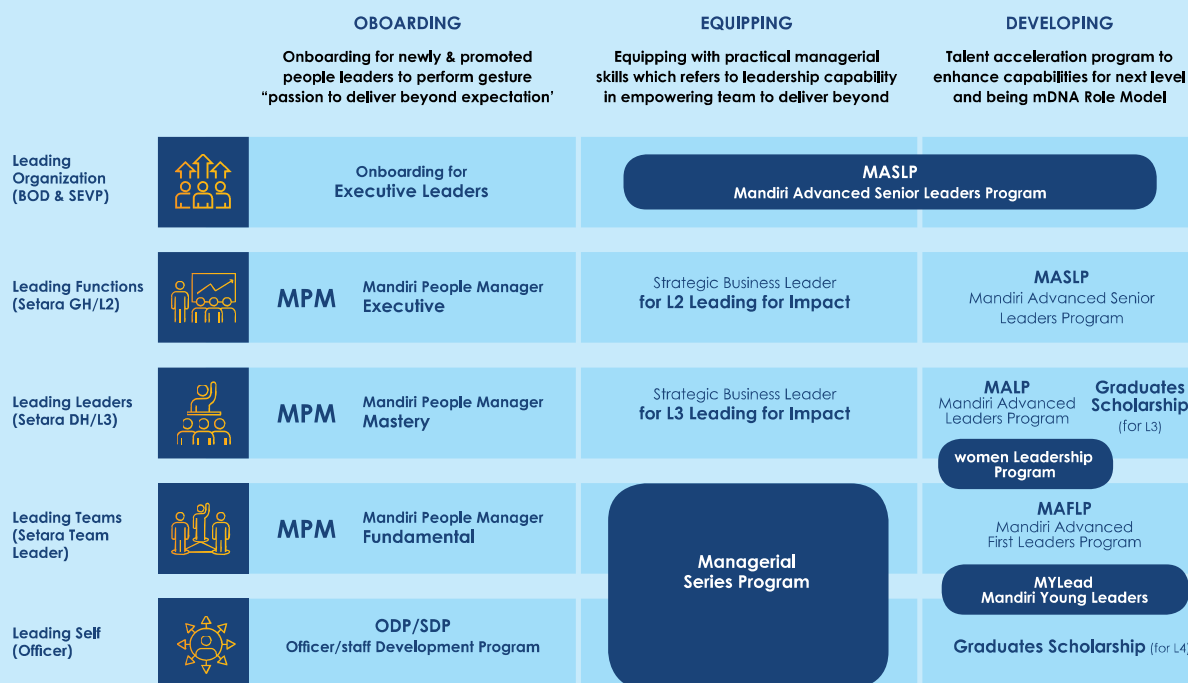 OBOARDING
Onboarding for newly & promoted
people leaders to perform gesture
“passion to deliver beyond expectation’
EQUIPPING
Equipping with practical managerial
skills which refers to leadership capability
in empowering team to deliver beyond
DEVELOPING
Talent acceleration program to
enhance capabilities for next level
and being mDNA Role Model
Leading
Organization
(BOD & SEVP)
Onboarding for
Executive Leaders
MASLP
Mandiri Advanced Senior Leaders Program
Leading Functions
(Setara GH/L2)
MPM
Mandiri People Manager
Executive
Strategic Business Leader
for L2 Leading for Impact
MASLP
Mandiri Advanced Senior
Leaders Program
Leading Leaders
(Setara DH/L3)
MPM
Mandiri People Manager
Mastery
Strategic Business Leader
for L3 Leading for Impact
MALP
Mandiri Advanced
Leaders Program
Graduates
Scholarship
(for L3)
women Leadership
Program
Leading Teams
(Setara Team
Leader)
MPM
Mandiri People Manager
Fundamental
Managerial
Series Program
MAFLP
Mandiri Advanced
First Leaders Program
MYLead
Mandiri Young Leaders
Leading Self
(Officer)
ODP/SDP
Officer/staff Development Program
Graduates Scholarship (for L4)